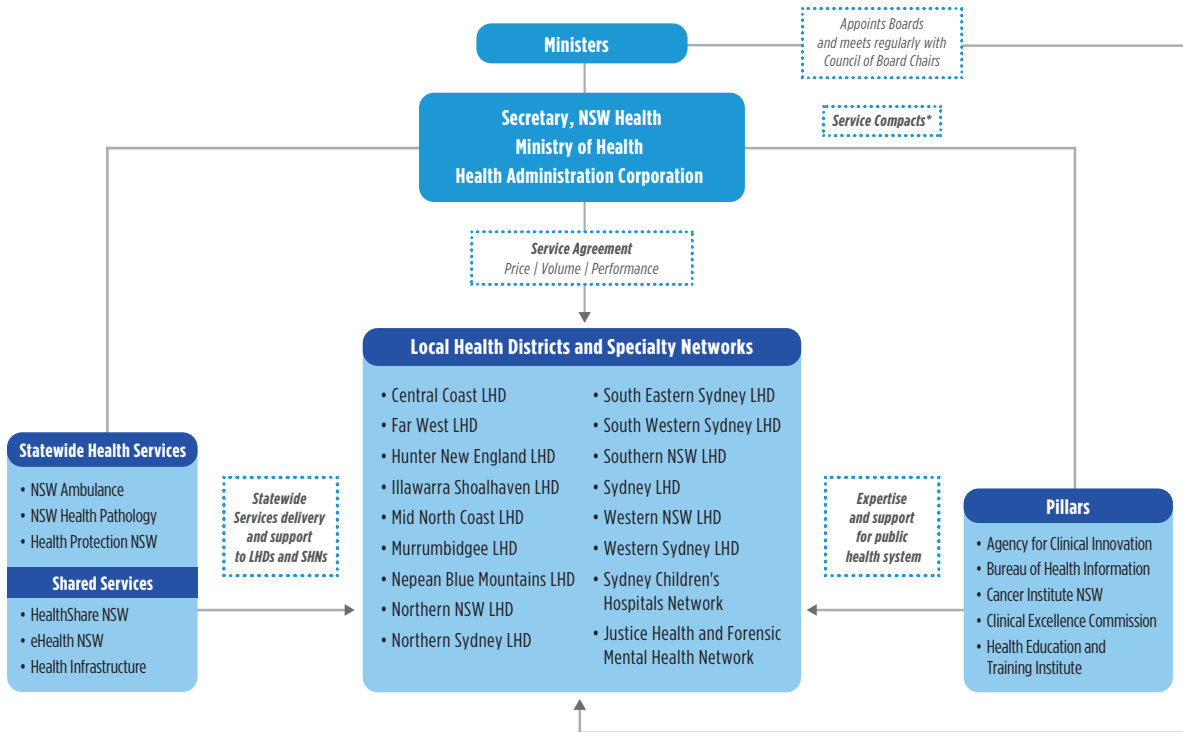 Ministers
Appoints Boards
and meets regularly with
Council of Board Chairs
Secretary, NSW Health
Ministry of Health
Health Administration Corporation
Service Compacts*
Service Agreement
Price | Volume | Performance
Local Health Districts and Specialty Networks
• Central Coast LHD
• Far West LHD
• Hunter New England LHD
• Illawarra Shoalhaven LHD
• Mid North Coast LHD
• Murrumbidgee LHD
• Nepean Blue Mountains LHD
• Northern NSW LHD
• Northern Sydney LHD
• South Eastern Sydney LHD
• South Western Sydney LHD
• Southern NSW LHD
• Sydney LHD
• Western NSW LHD
• Western Sydney LHD
• Sydney Children's
Hospitals Network
• Justice Health and Forensic
Mental Health Network
Statewide Health Services
• NSW Ambulance
• NSW Health Pathology
• Health Protection NSW
Shared Services
• HealthShare NSW
• eHealth NSW
• Health Infrastructure
Statewide
Services delivery
and support
to LHDs and SHNs
Expertise
and support
for public
health system
Pillars
• Agency for Clinical Innovation
• Bureau of Health Information
• Cancer Institute NSW
• Clinical Excellence Commission
• Health Education and
Training Institute